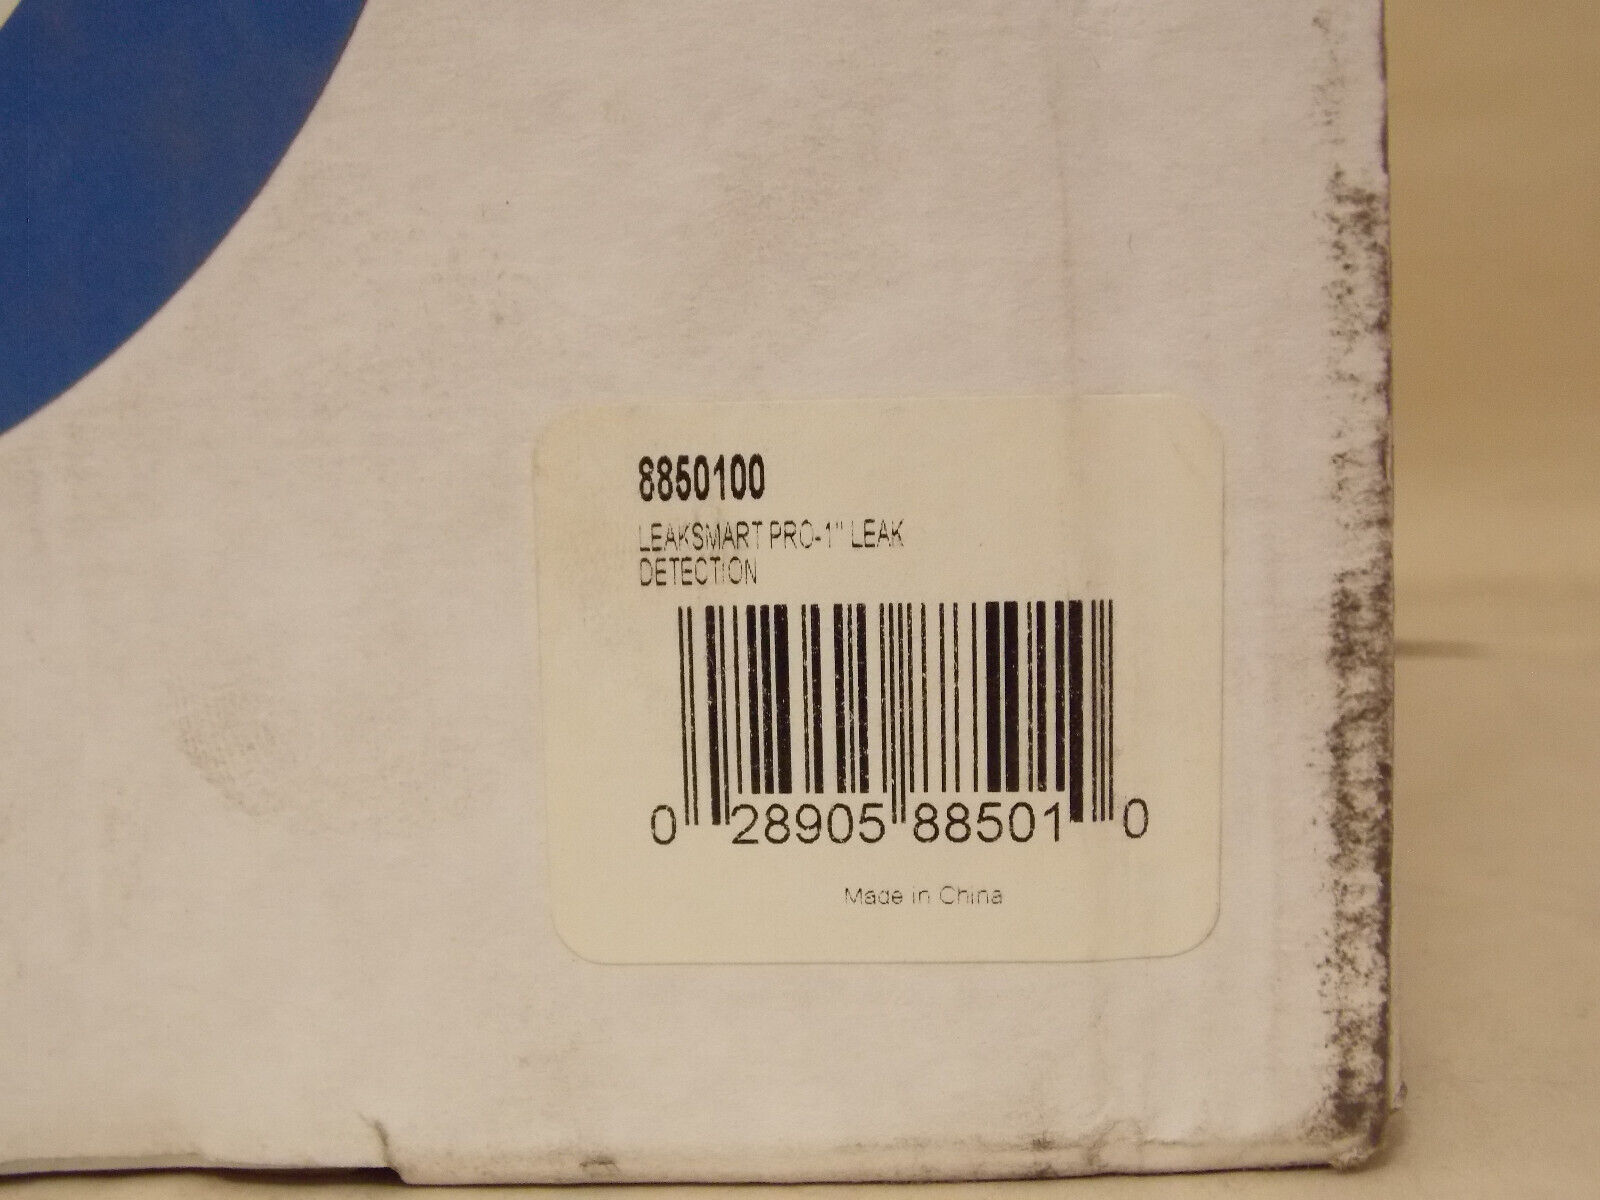 8850100
LEAKSMART PRO-1" LEAK
DETECTION
0 28905 88501 0
Made in China